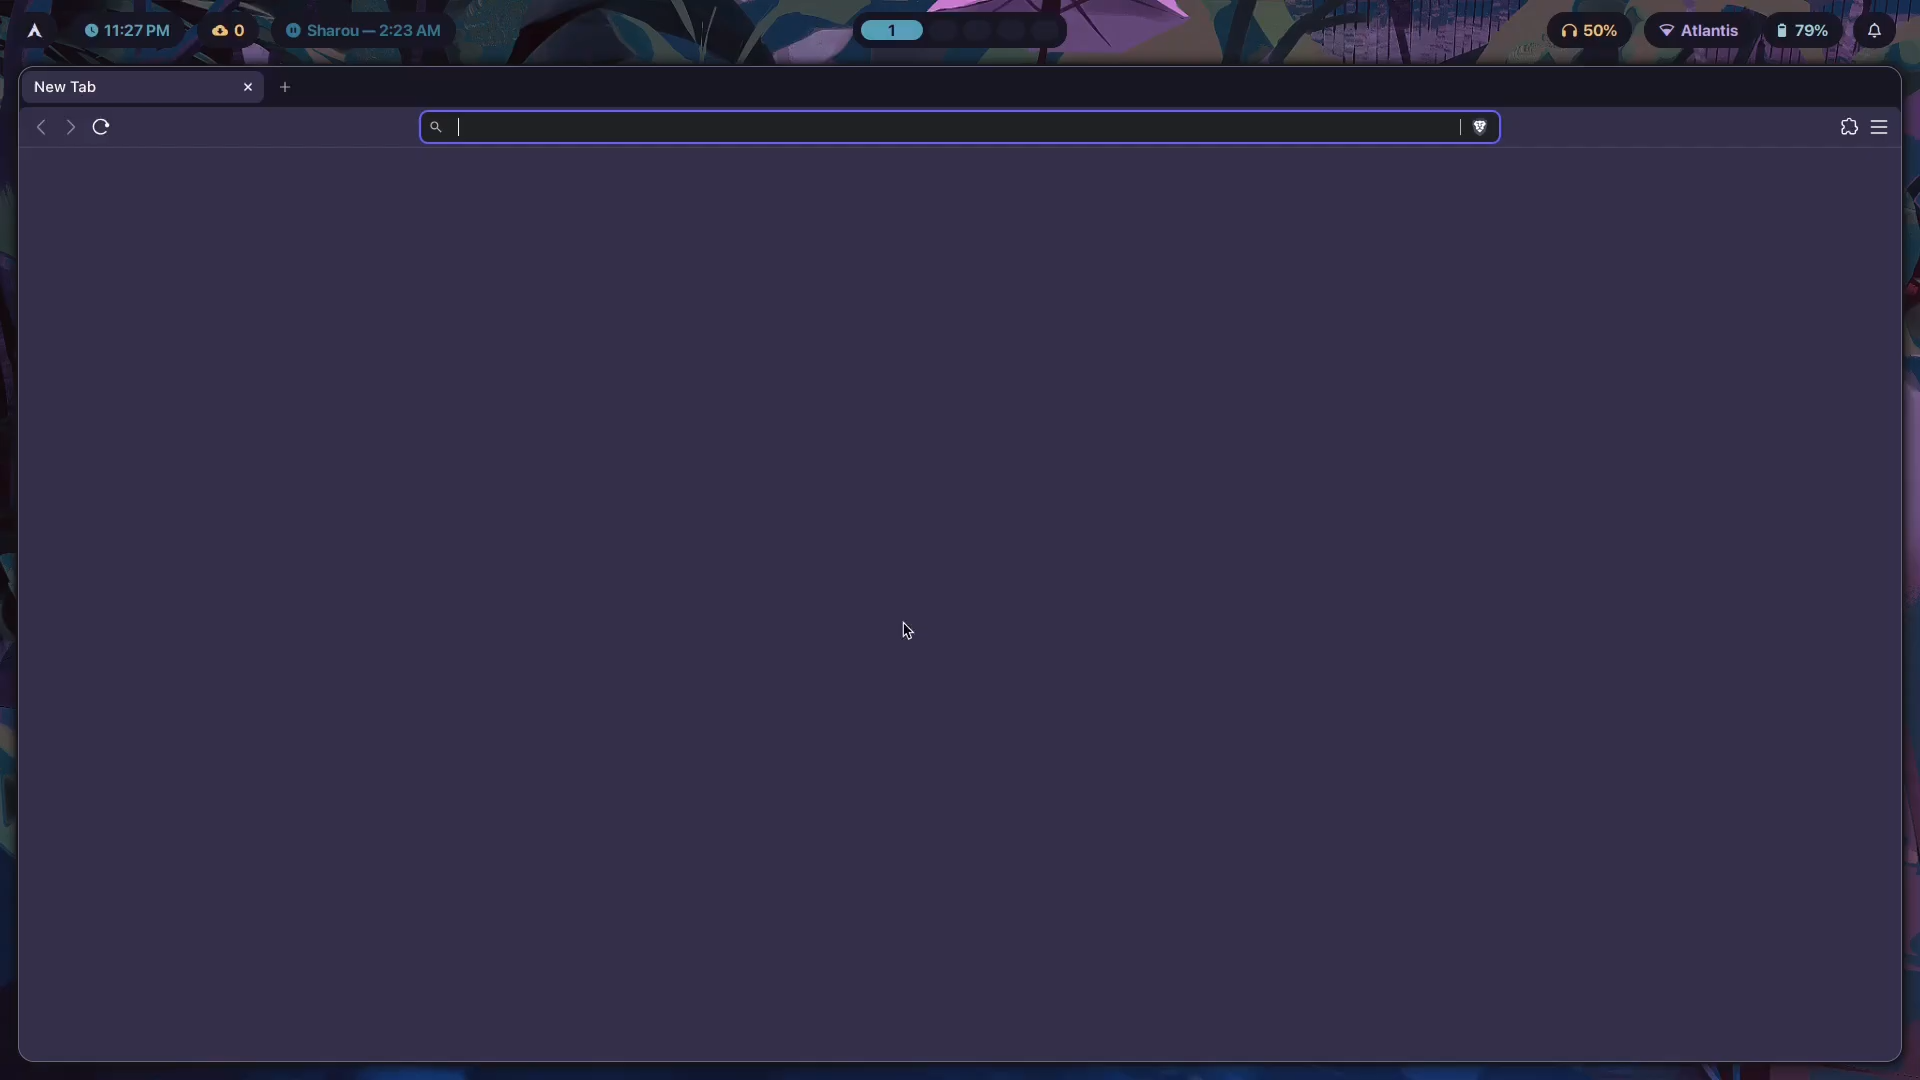 11:27 PM 0 Sharou — 2:23 AM 1 50% Atlantis 79%
New Tab